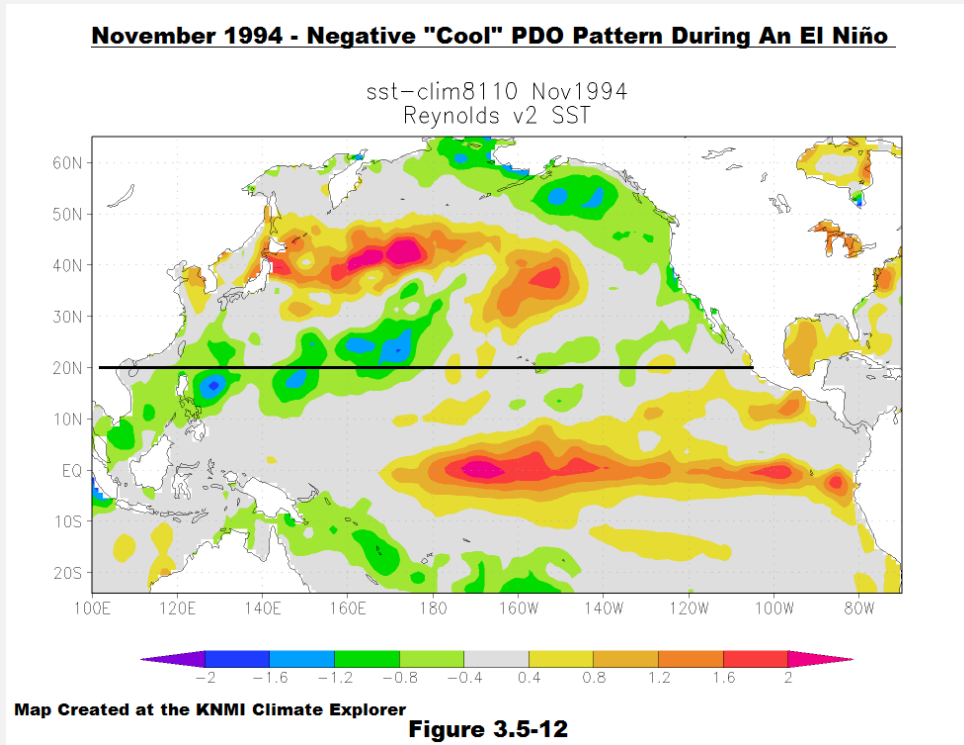 November 1994 - Negative "Cool" PDO Pattern During An El Niño
sst-clim8110 Nov1994
Reynolds v2 SST
60N
50N
40N
30N
20N
10N
EQ
10S
20S
100E 120E 140E 160E 180 160W 140W 120W 100W 80W
-2 -1.6 -1.2 -0.8 -0.4 0.4 0.8 1.2 1.6 2
Map Created at the KNMI Climate Explorer
Figure 3.5-12